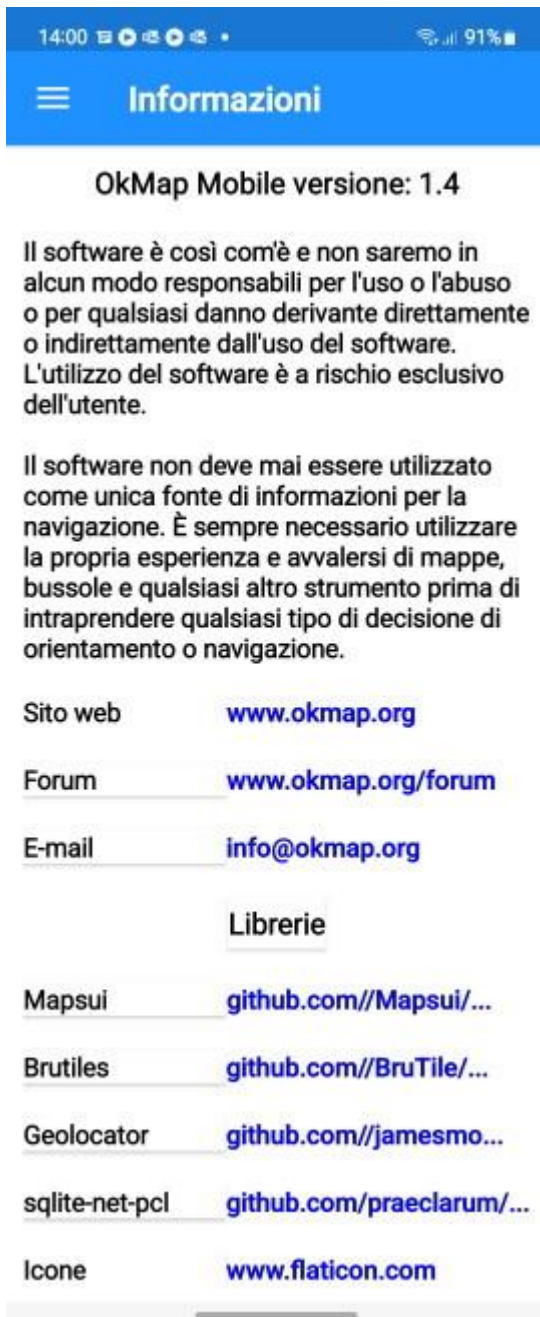 14:00
91%
Informazioni
OkMap Mobile versione: 1.4
Il software è così com'è e non saremo in
alcun modo responsabili per l'uso o l'abuso
o per qualsiasi danno derivante direttamente
o indirettamente dall'uso del software.
L'utilizzo del software è a rischio esclusivo
dell'utente.
Il software non deve mai essere utilizzato
come unica fonte di informazioni per la
navigazione. È sempre necessario utilizzare
la propria esperienza e avvalersi di mappe,
bussole e qualsiasi altro strumento prima di
intraprendere qualsiasi tipo di decisione di
orientamento o navigazione.
Sito web www.okmap.org
Forum www.okmap.org/forum
E-mail info@okmap.org
Librerie
Mapsui github.com//Mapsui/...
Brutiles github.com//BruTile/...
Geolocator github.com//jamesmo...
sqlite-net-pcl github.com/praeclarum/...
Icone www.flaticon.com